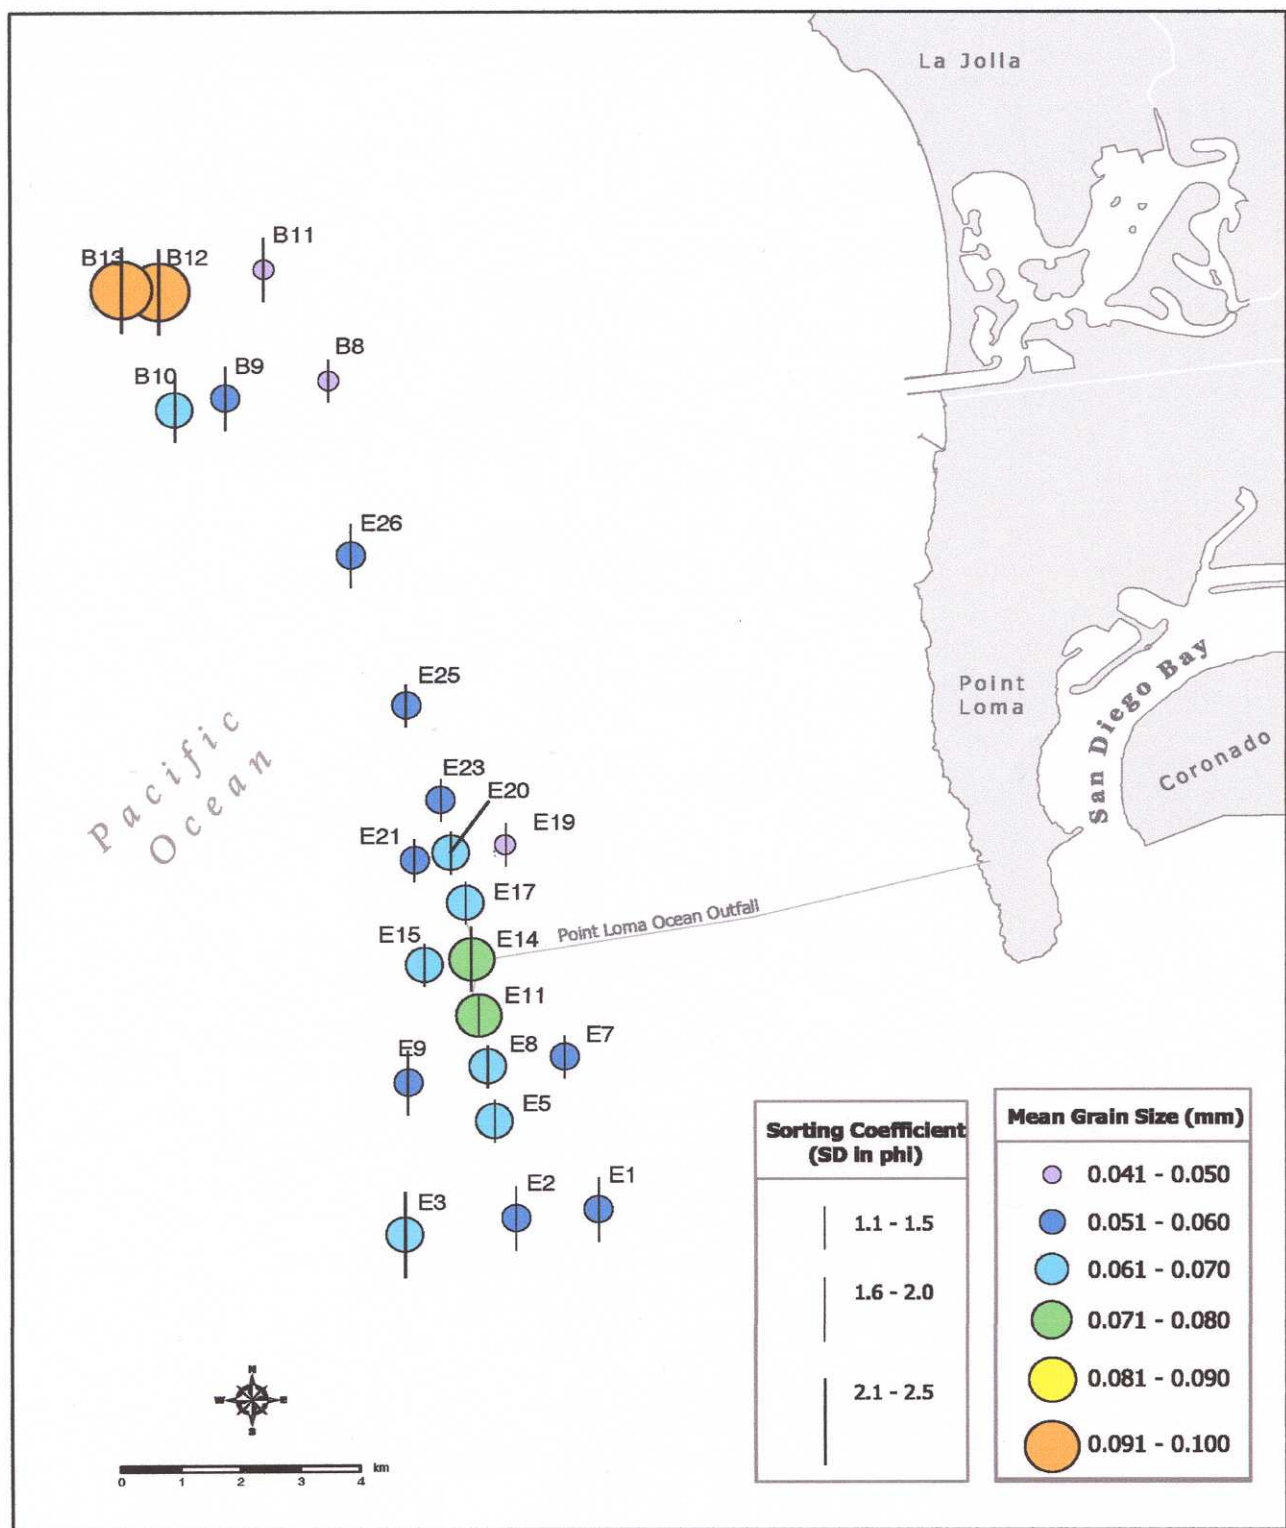 La Jolla
B11
B13
B12
B8
B10
B9
E26
E25
Point
Loma
San Diego Bay
Coronado
Pacific
Ocean
E23
E20
E21
E19
E17
Point Loma Ocean Outfall
E15
E14
E11
E9
E8
E7
E5
E3
E2
E1
Sorting Coefficient
(SD in phi)
1.1 - 1.5
1.6 - 2.0
2.1 - 2.5
Mean Grain Size (mm)
0.041 - 0.050
0.051 - 0.060
0.061 - 0.070
0.071 - 0.080
0.081 - 0.090
0.091 - 0.100
N
W E
S
km
0 1 2 3 4